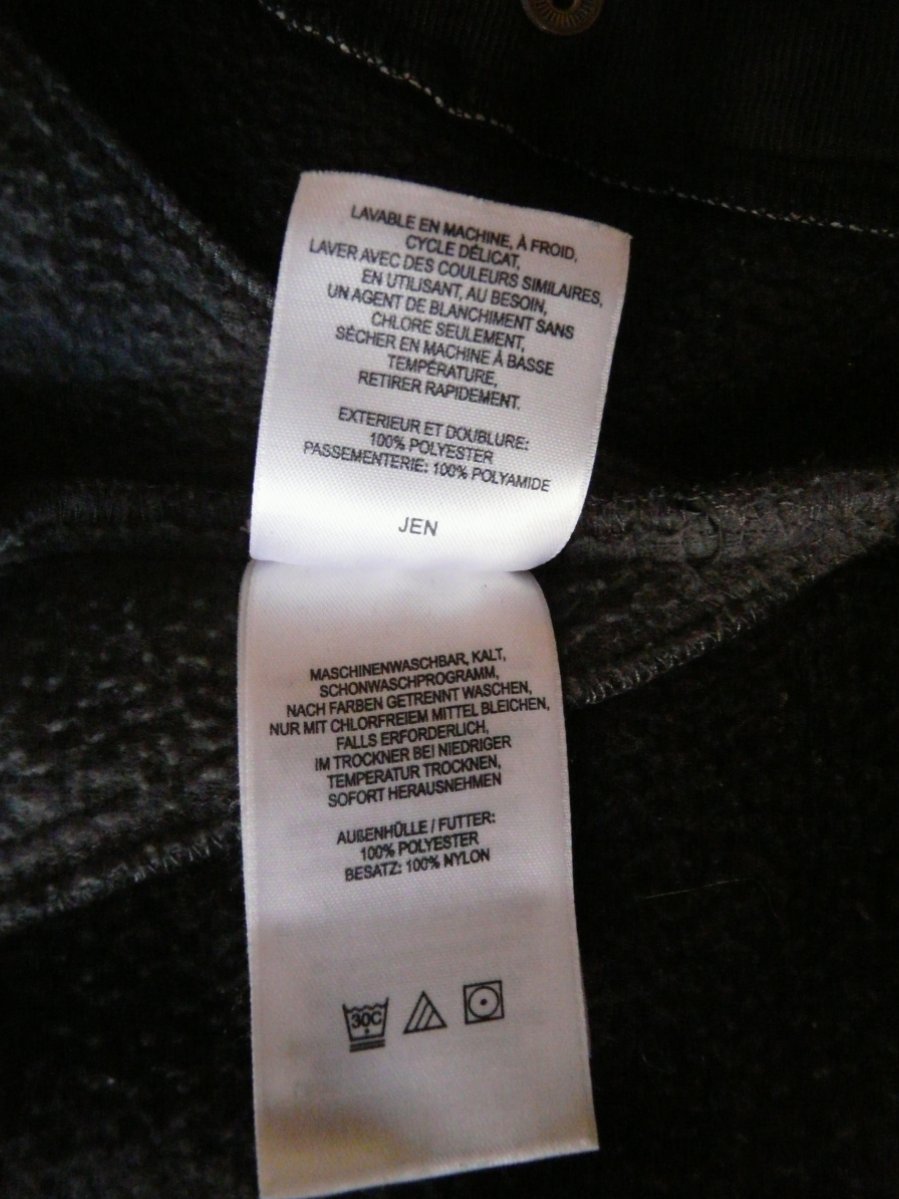 LAVABLE EN MACHINE, À FROID,
CYCLE DÉLICAT,
LAVER AVEC DES COULEURS SIMILAIRES,
EN UTILISANT, AU BESOIN,
UN AGENT DE BLANCHIMENT SANS
CHLORE SEULEMENT,
SÉCHER EN MACHINE À BASSE
TEMPÉRATURE,
RETIRER RAPIDEMENT.
EXTERIEUR ET DOUBLURE:
100% POLYESTER
PASSEMENTERIE: 100% POLYAMIDE
JEN
MASCHINENWASCHBAR, KALT,
SCHONWASCHPROGRAMM,
NACH FARBEN GETRENNT WASCHEN,
NUR MIT CHLORFREIEM MITTEL BLEICHEN,
FALLS ERFORDERLICH,
IM TROCKNER BEI NIEDRIGER
TEMPERATUR TROCKNEN,
SOFORT HERAUSNEHMEN
AUßENHÜLLE / FUTTER:
100% POLYESTER
BESATZ: 100% NYLON
30C